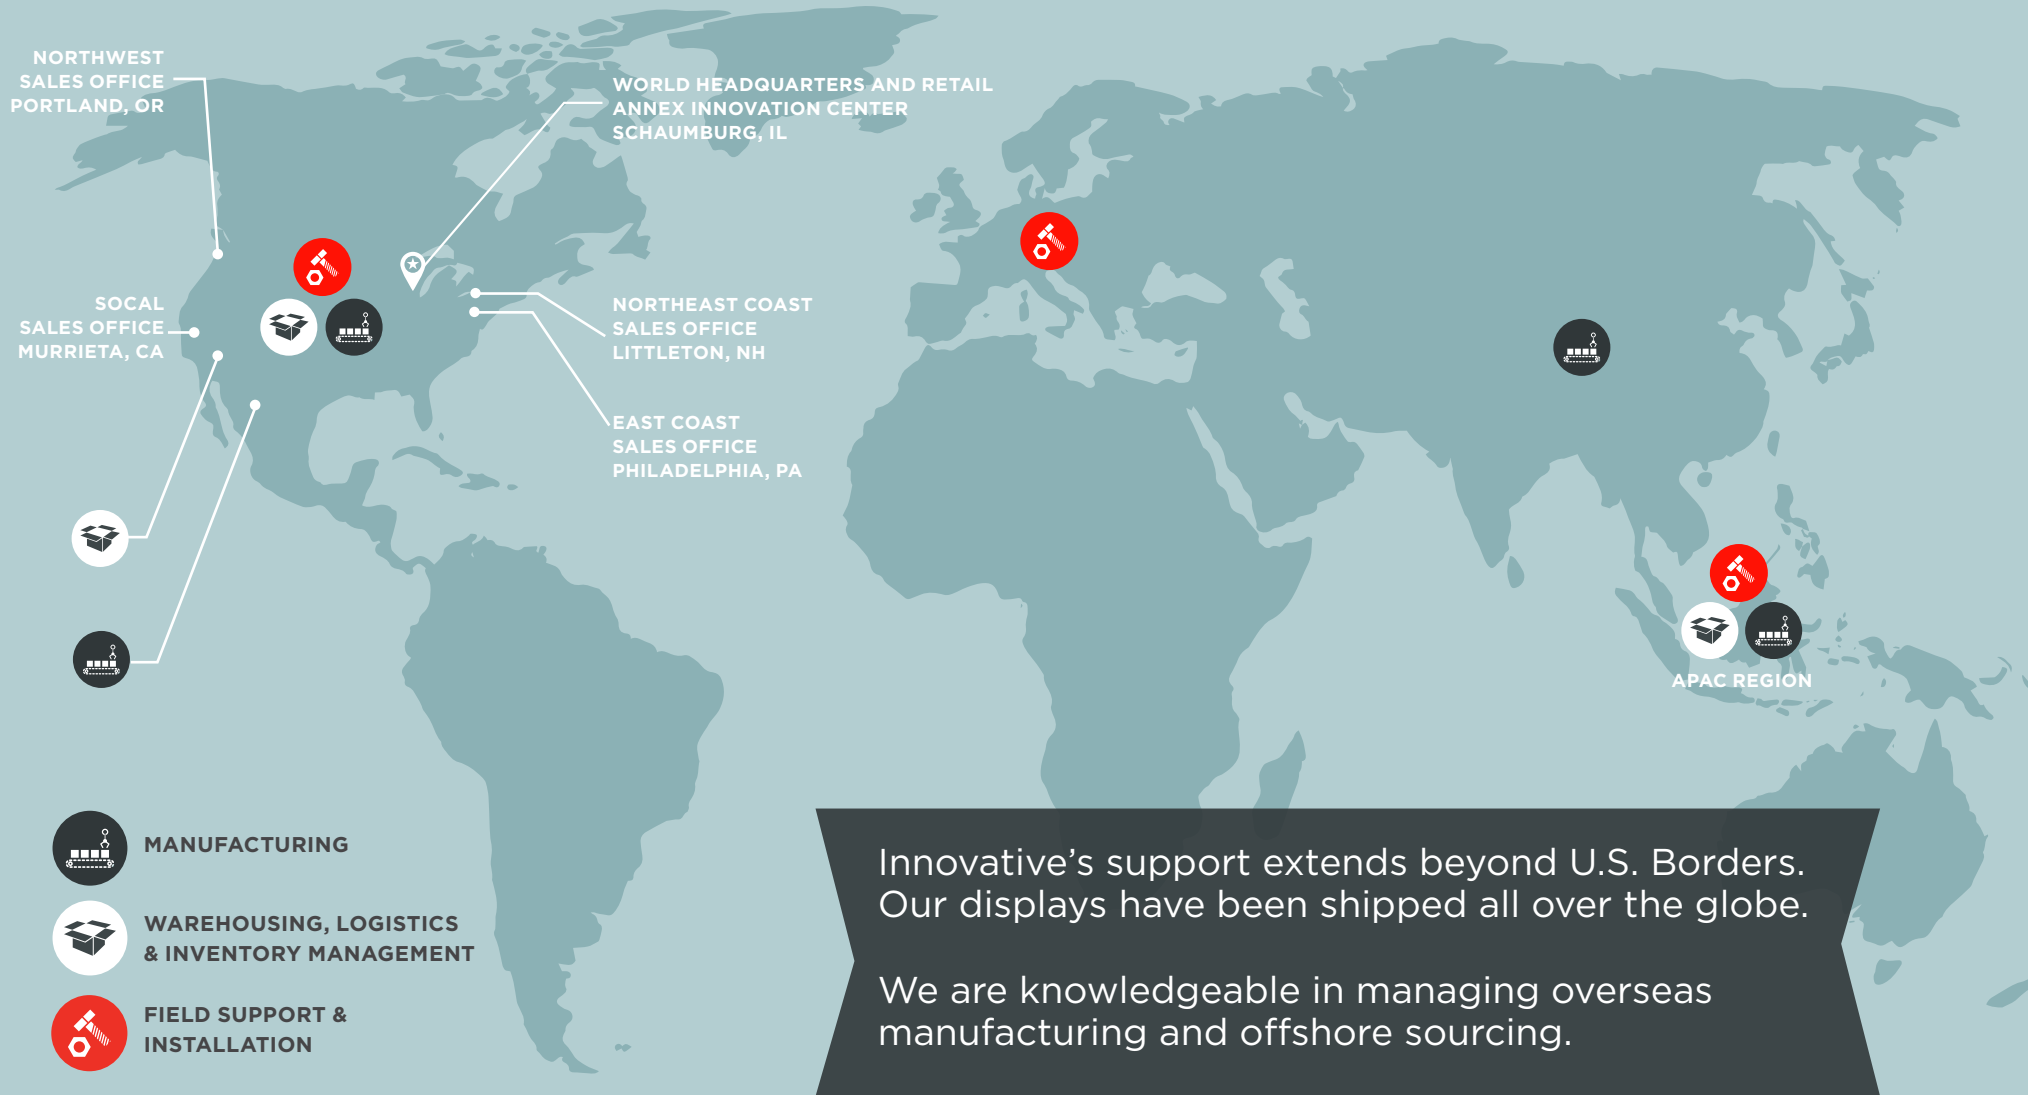 NORTHWEST
SALES OFFICE
PORTLAND, OR
WORLD HEADQUARTERS AND RETAIL
ANNEX INNOVATION CENTER
SCHAUMBURG, IL
SOCAL
SALES OFFICE
MURRIETA, CA
NORTHEAST COAST
SALES OFFICE
LITTLETON, NH
EAST COAST
SALES OFFICE
PHILADELPHIA, PA
APAC REGION
MANUFACTURING
WAREHOUSING, LOGISTICS
& INVENTORY MANAGEMENT
FIELD SUPPORT &
INSTALLATION
Innovative’s support extends beyond U.S. Borders.
Our displays have been shipped all over the globe.
We are knowledgeable in managing overseas
manufacturing and offshore sourcing.